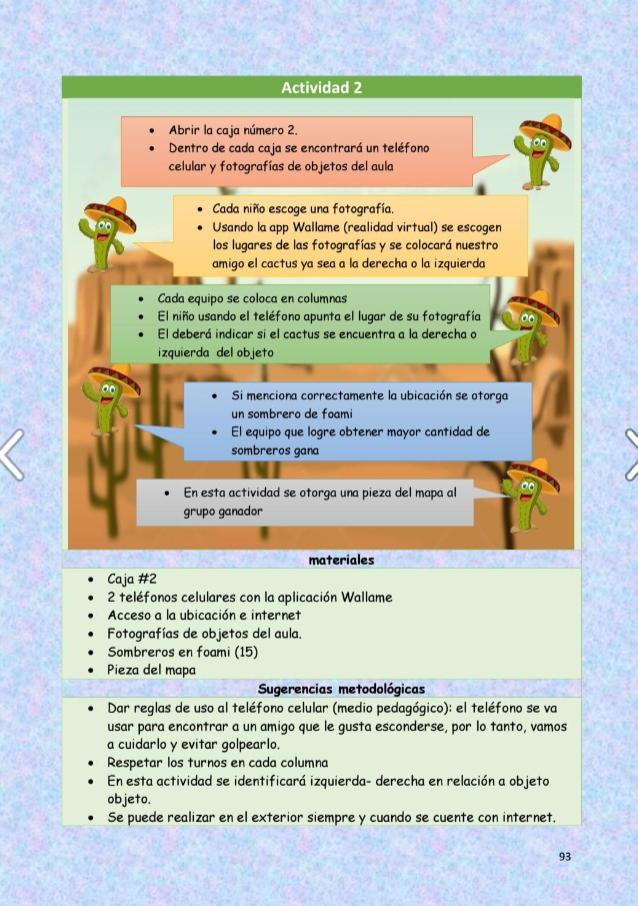 Actividad 2
• Abrir la caja número 2.
• Dentro de cada caja se encontrará un teléfono
celular y fotografías de objetos del aula
• Cada niño escoge una fotografía.
• Usando la app Wallame (realidad virtual) se escogen
los lugares de las fotografías y se colocará nuestro
amigo el cactus ya sea a la derecha o la izquierda
• Cada equipo se coloca en columnas
• El niño usando el teléfono apunta el lugar de su fotografía
• El deberá indicar si el cactus se encuentra a la derecha o
izquierda del objeto
• Si menciona correctamente la ubicación se otorga
un sombrero de foami
• El equipo que logre obtener mayor cantidad de
sombreros gana
• En esta actividad se otorga una pieza del mapa al
grupo ganador
materiales
• Caja #2
• 2 teléfonos celulares con la aplicación Wallame
• Acceso a la ubicación e internet
• Fotografías de objetos del aula.
• Sombreros en foami (15)
• Pieza del mapa
Sugerencias metodológicas
• Dar reglas de uso al teléfono celular (medio pedagógico): el teléfono se va
usar para encontrar a un amigo que le gusta esconderse, por lo tanto, vamos
a cuidarlo y evitar golpearlo.
• Respetar los turnos en cada columna
• En esta actividad se identificará izquierda- derecha en relación a objeto
objeto.
• Se puede realizar en el exterior siempre y cuando se cuente con internet.
93